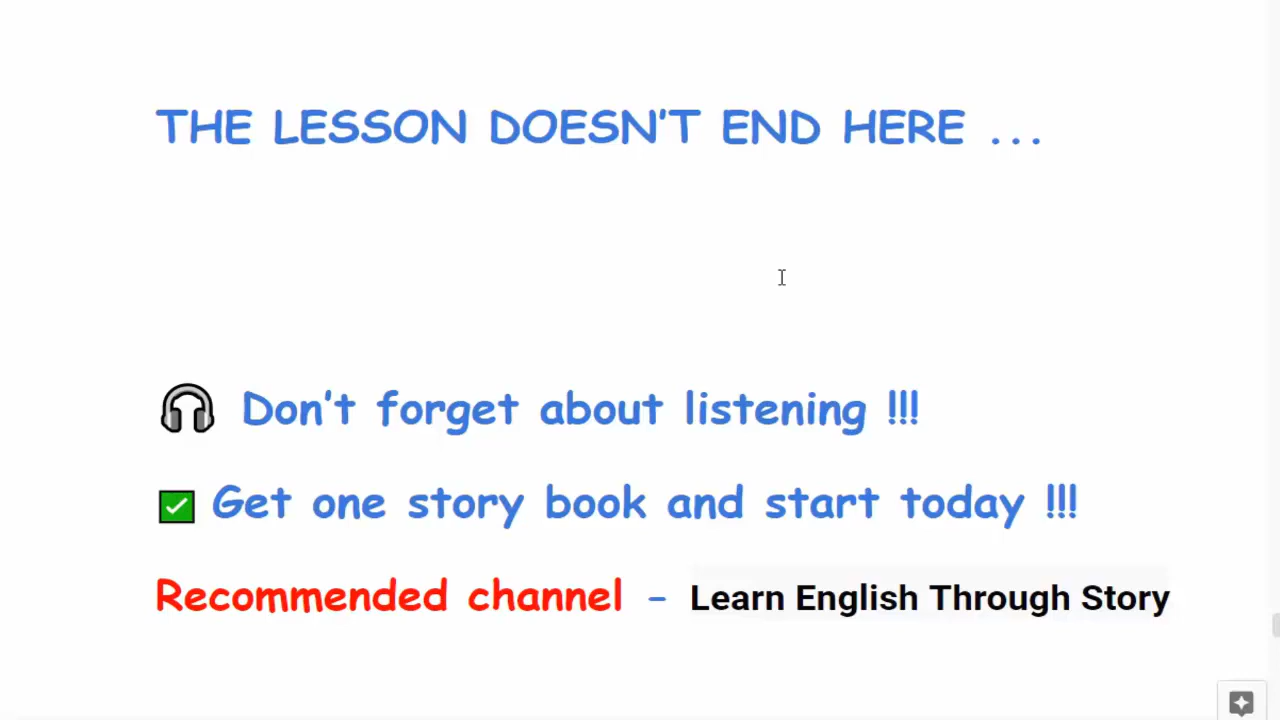 THE LESSON DOESN'T END HERE ...
🎧 Don't forget about listening !!!
✅ Get one story book and start today !!!
Recommended channel - Learn English Through Story